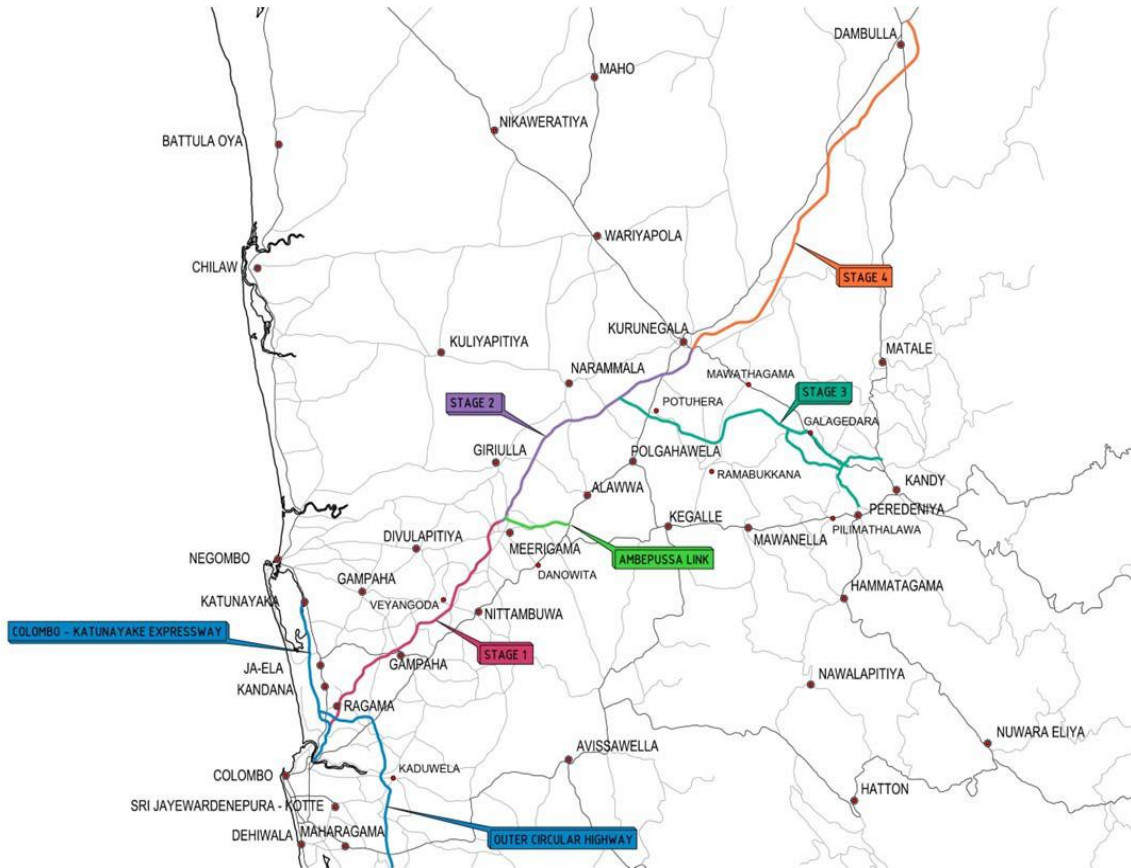 DAMBULLA
MAHO
NIKAWERATIYA
BATTULA OYA
WARIYAPOLA
CHILAW
STAGE 4
KURUNEGALA
KULIYAPITIYA
MATALE
NARAMMALA
MAWATHAGAMA
STAGE 3
STAGE 2
POTUHERA
GALAGEDARA
GIRIULLA
POLGAHAWELA
RAMABUKKANA
KANDY
ALAWWA
PEREDENIYA
KEGALLE
PILIMATHALAWA
MAWANELLA
DIVULAPITIYA
MEERIGAMA
AMBEPUSSA LINK
NEGOMBO
DANOWITA
GAMPAHA
HAMMATAGAMA
KATUNAYAKA
VEYANGODA
NITTAMBUWA
COLOMBO - KATUNAYAKE EXPRESSWAY
STAGE 1
JA-ELA
GAMPAHA
KANDANA
NAWALAPITIYA
RAGAMA
NUWARA ELIYA
AVISSAWELLA
COLOMBO
KADUWELA
HATTON
SRI JAYEWARDENEPURA - KOTTE
DEHIWALA
MAHARAGAMA
OUTER CIRCULAR HIGHWAY